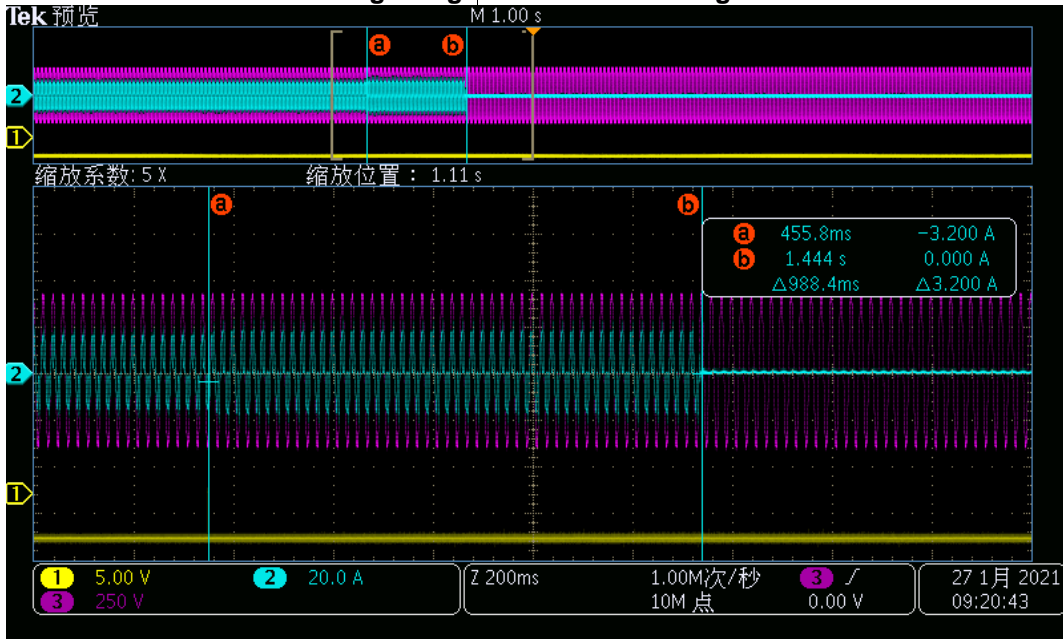 Tek 预览
M 1.00 s
a b
2
1
缩放系数: 5 X 缩放位置： 1.11 s
a b
a 455.8ms −3.200 A
b 1.444 s 0.000 A
△988.4ms △3.200 A
2
1
1 5.00 V 2 20.0 A Z 200ms 1.00M次/秒 3 ∫ 27 1月 2021
3 250 V 10M 点 0.00 V 09:20:43